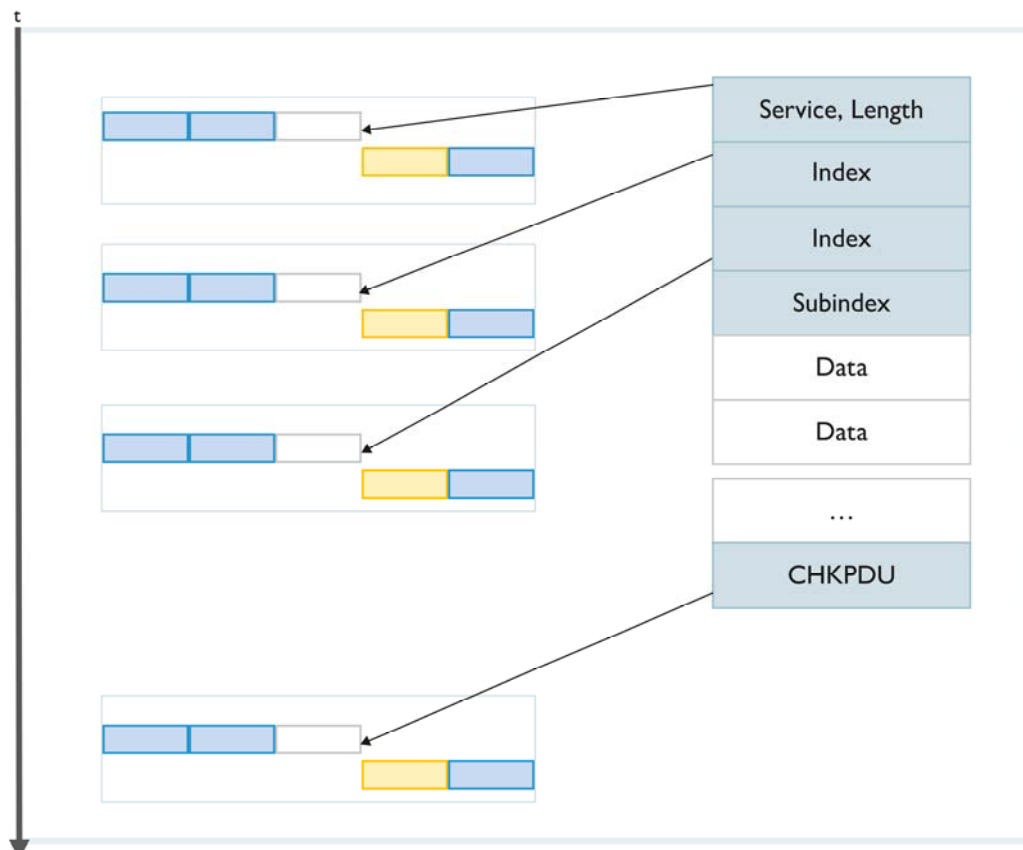 t
Service, Length
Index
Index
Subindex
Data
Data
...
CHKPDU